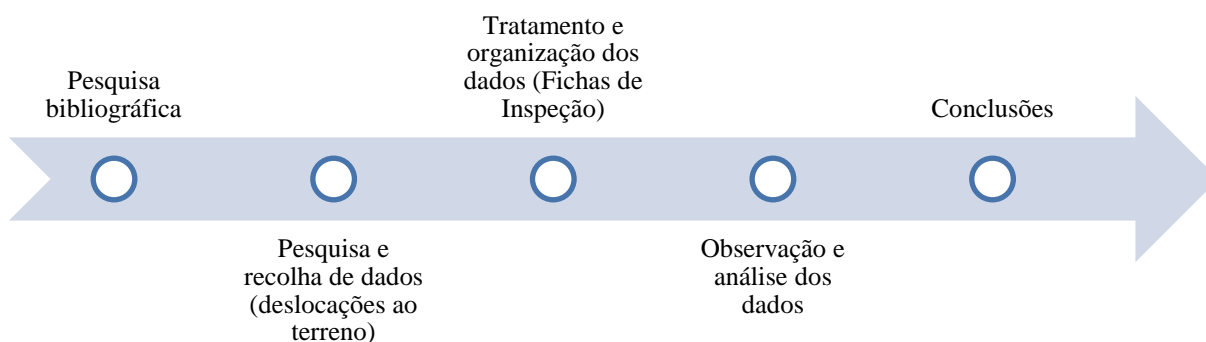 Pesquisa
bibliográfica
Pesquisa e
recolha de dados
(deslocações ao
terreno)
Tratamento e
organização dos
dados (Fichas de
Inspeção)
Observação e
análise dos
dados
Conclusões